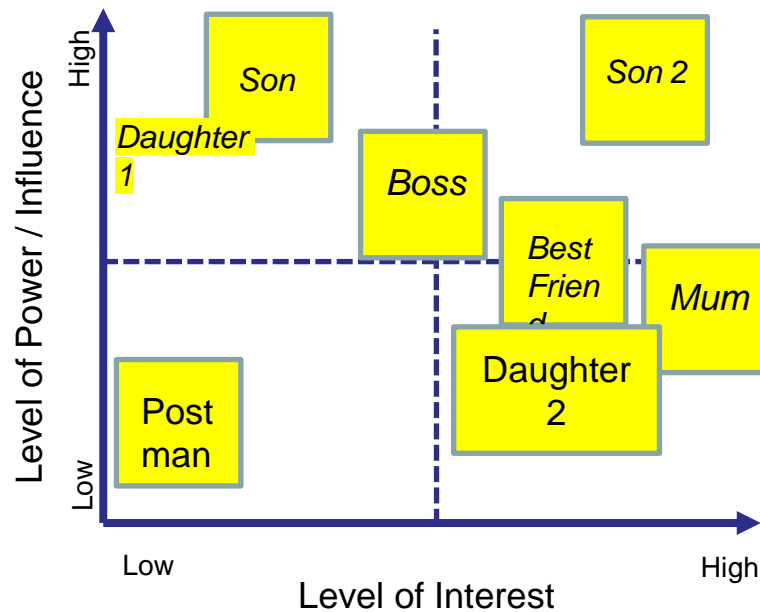 High
Level of Power / Influence
Low
Son
Son 2
Daughter
1
Boss
Best
Frien
d
Mum
Daughter
2
Post
man
Low
High
Level of Interest